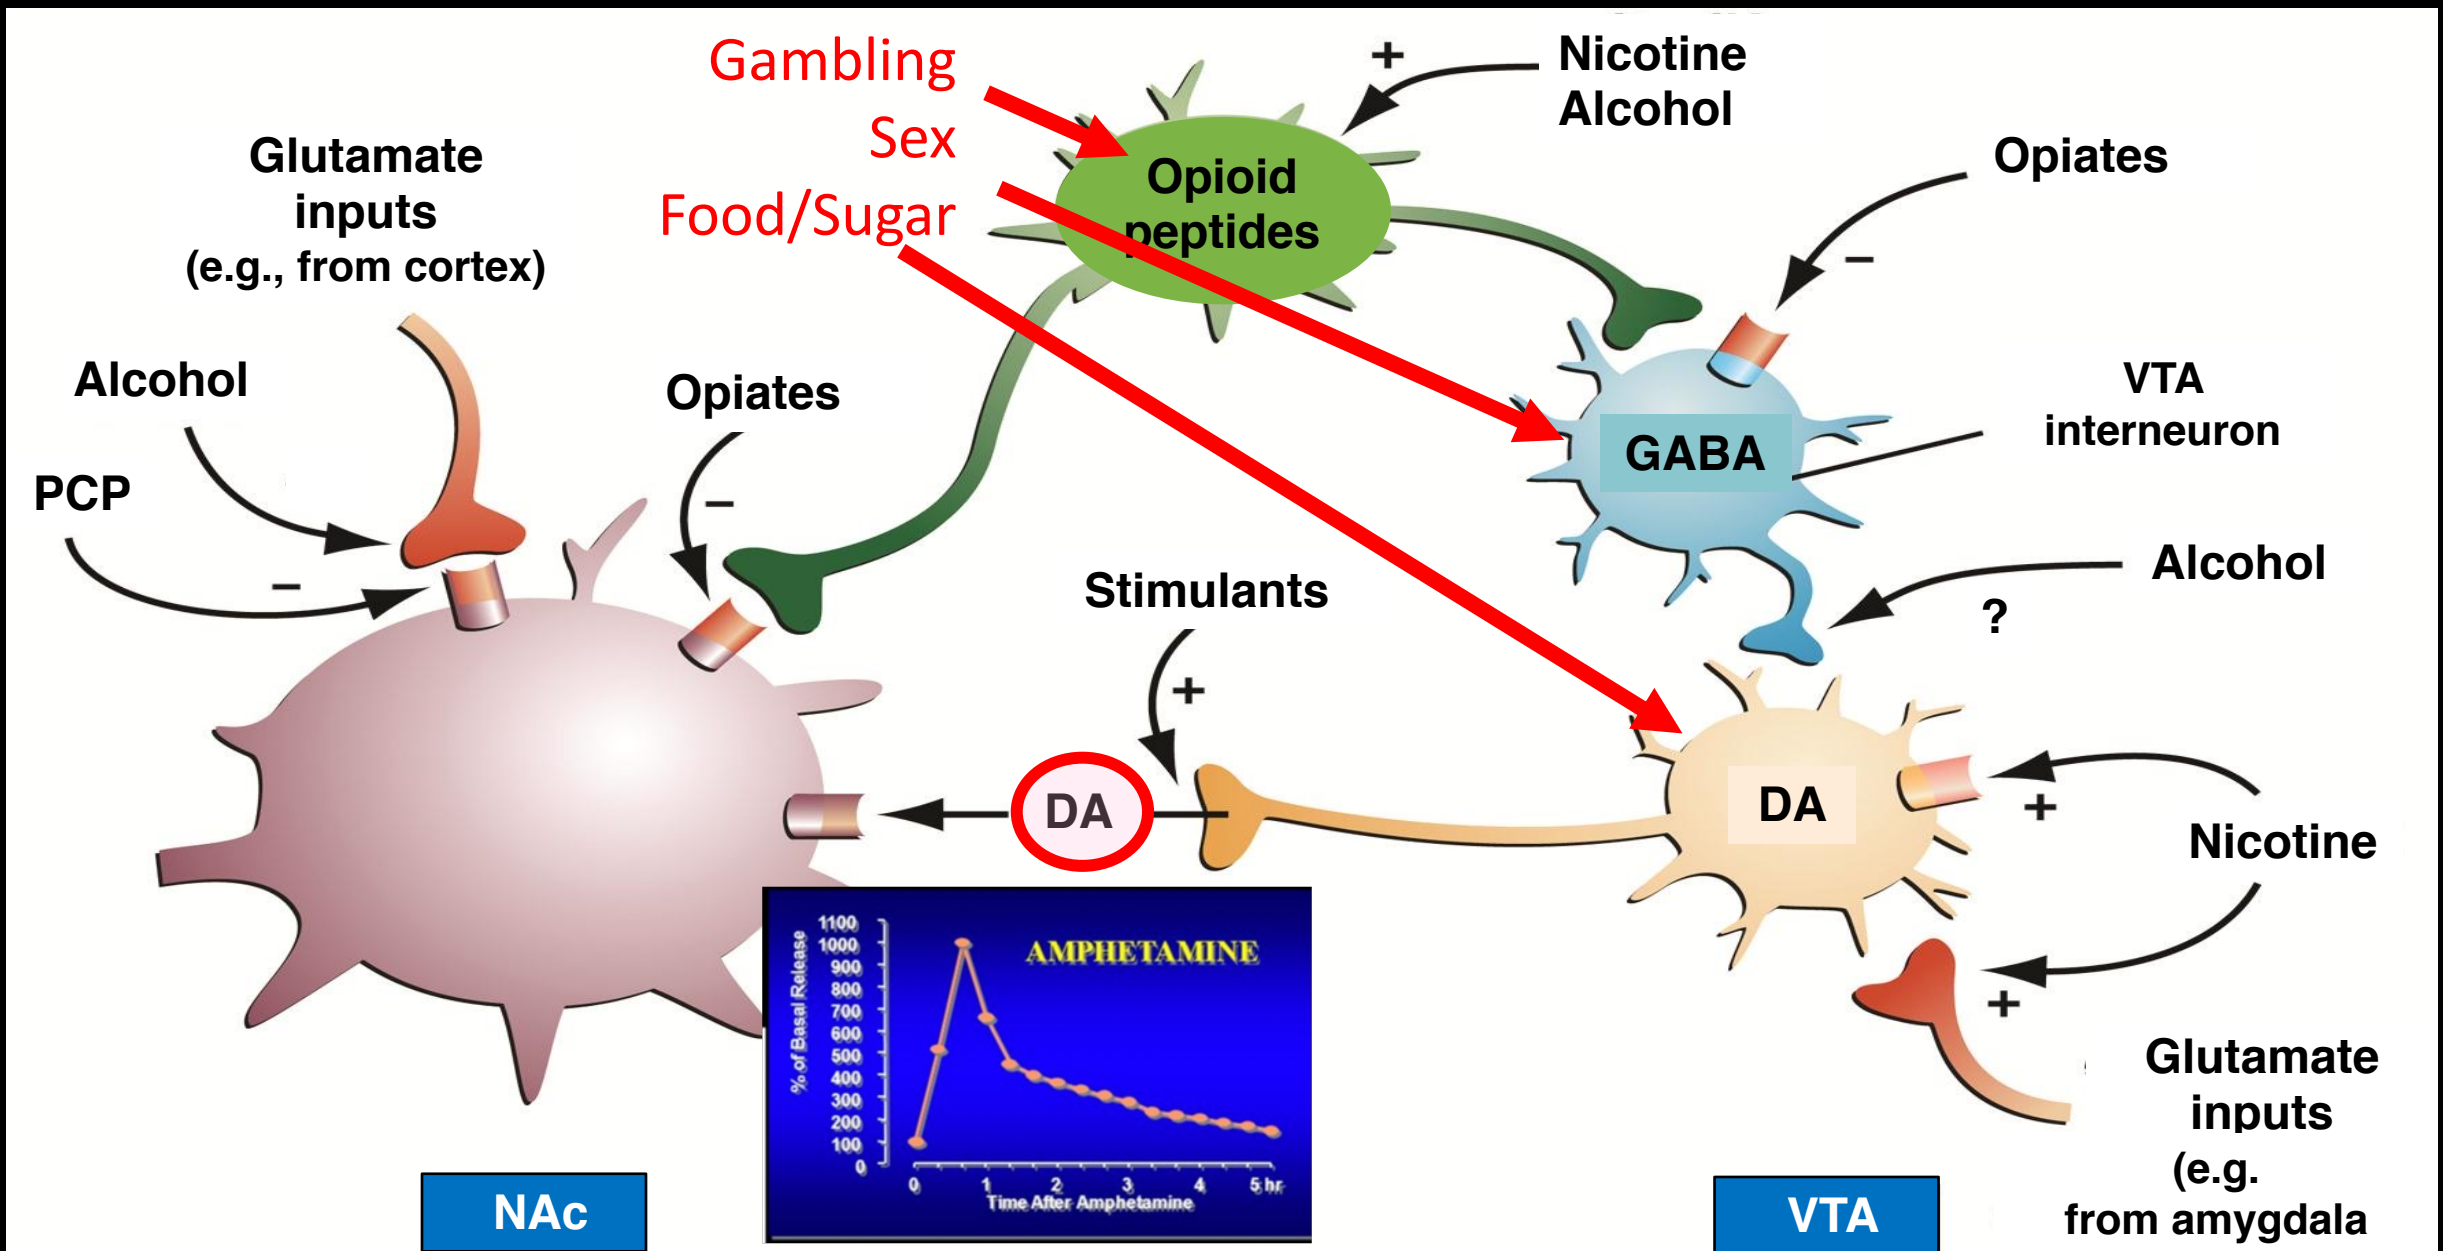 Gambling
Sex
Food/Sugar
+
Nicotine
Alcohol
Opioid
peptides
Opiates
–
Glutamate
inputs
(e.g., from cortex)
Alcohol
PCP
–
Opiates
–
VTA
interneuron
GABA
Stimulants
+
Alcohol
?
DA
DA
+
Nicotine
+
Glutamate
inputs
(e.g.
from amygdala
AMPHETAMINE
% of Basal Release
1100
1000
900
800
700
600
500
400
300
200
100
0
0 1 2 3 4 5 hr
Time After Amphetamine
NAc
VTA